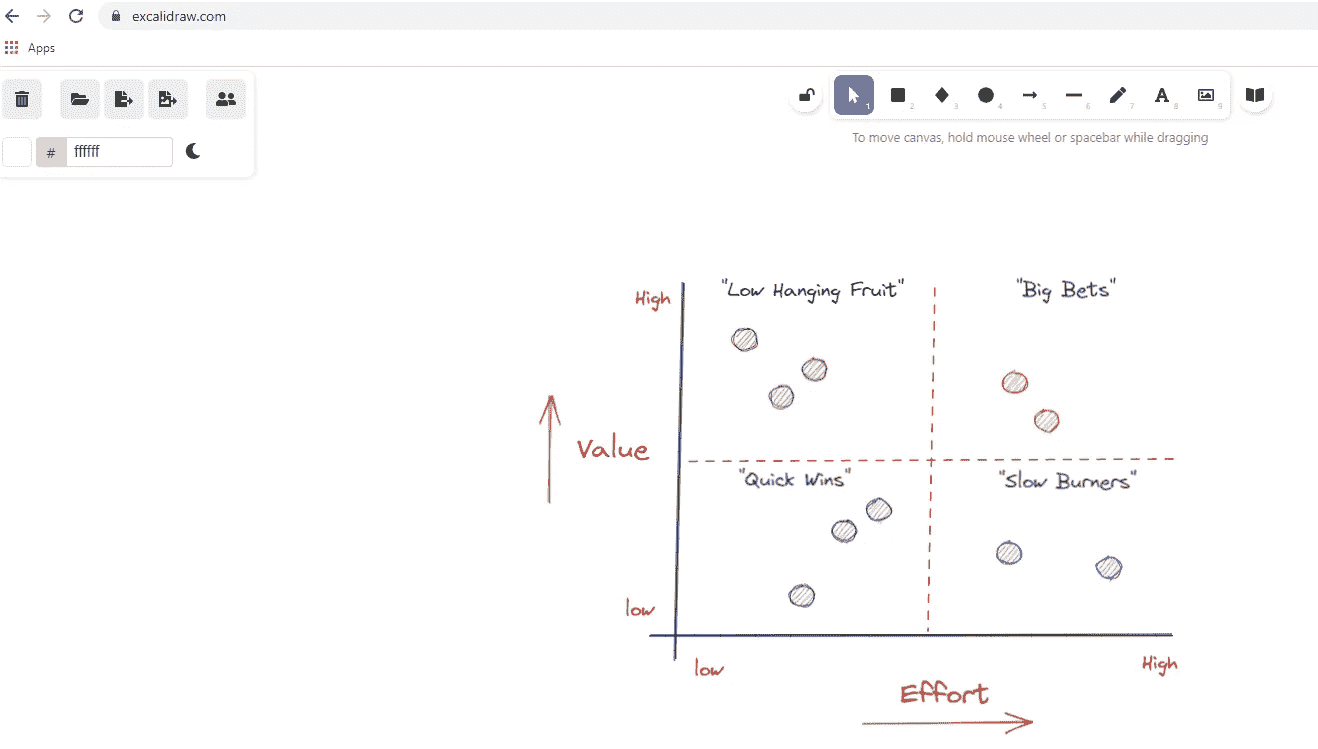 excalidraw.com
Apps
1 2 3 4 5 6 7 8 9
# ffffff
To move canvas, hold mouse wheel or spacebar while dragging
"Low Hanging Fruit"
"Big Bets"
High
Value
"Quick Wins"
"Slow Burners"
low
low
High
Effort